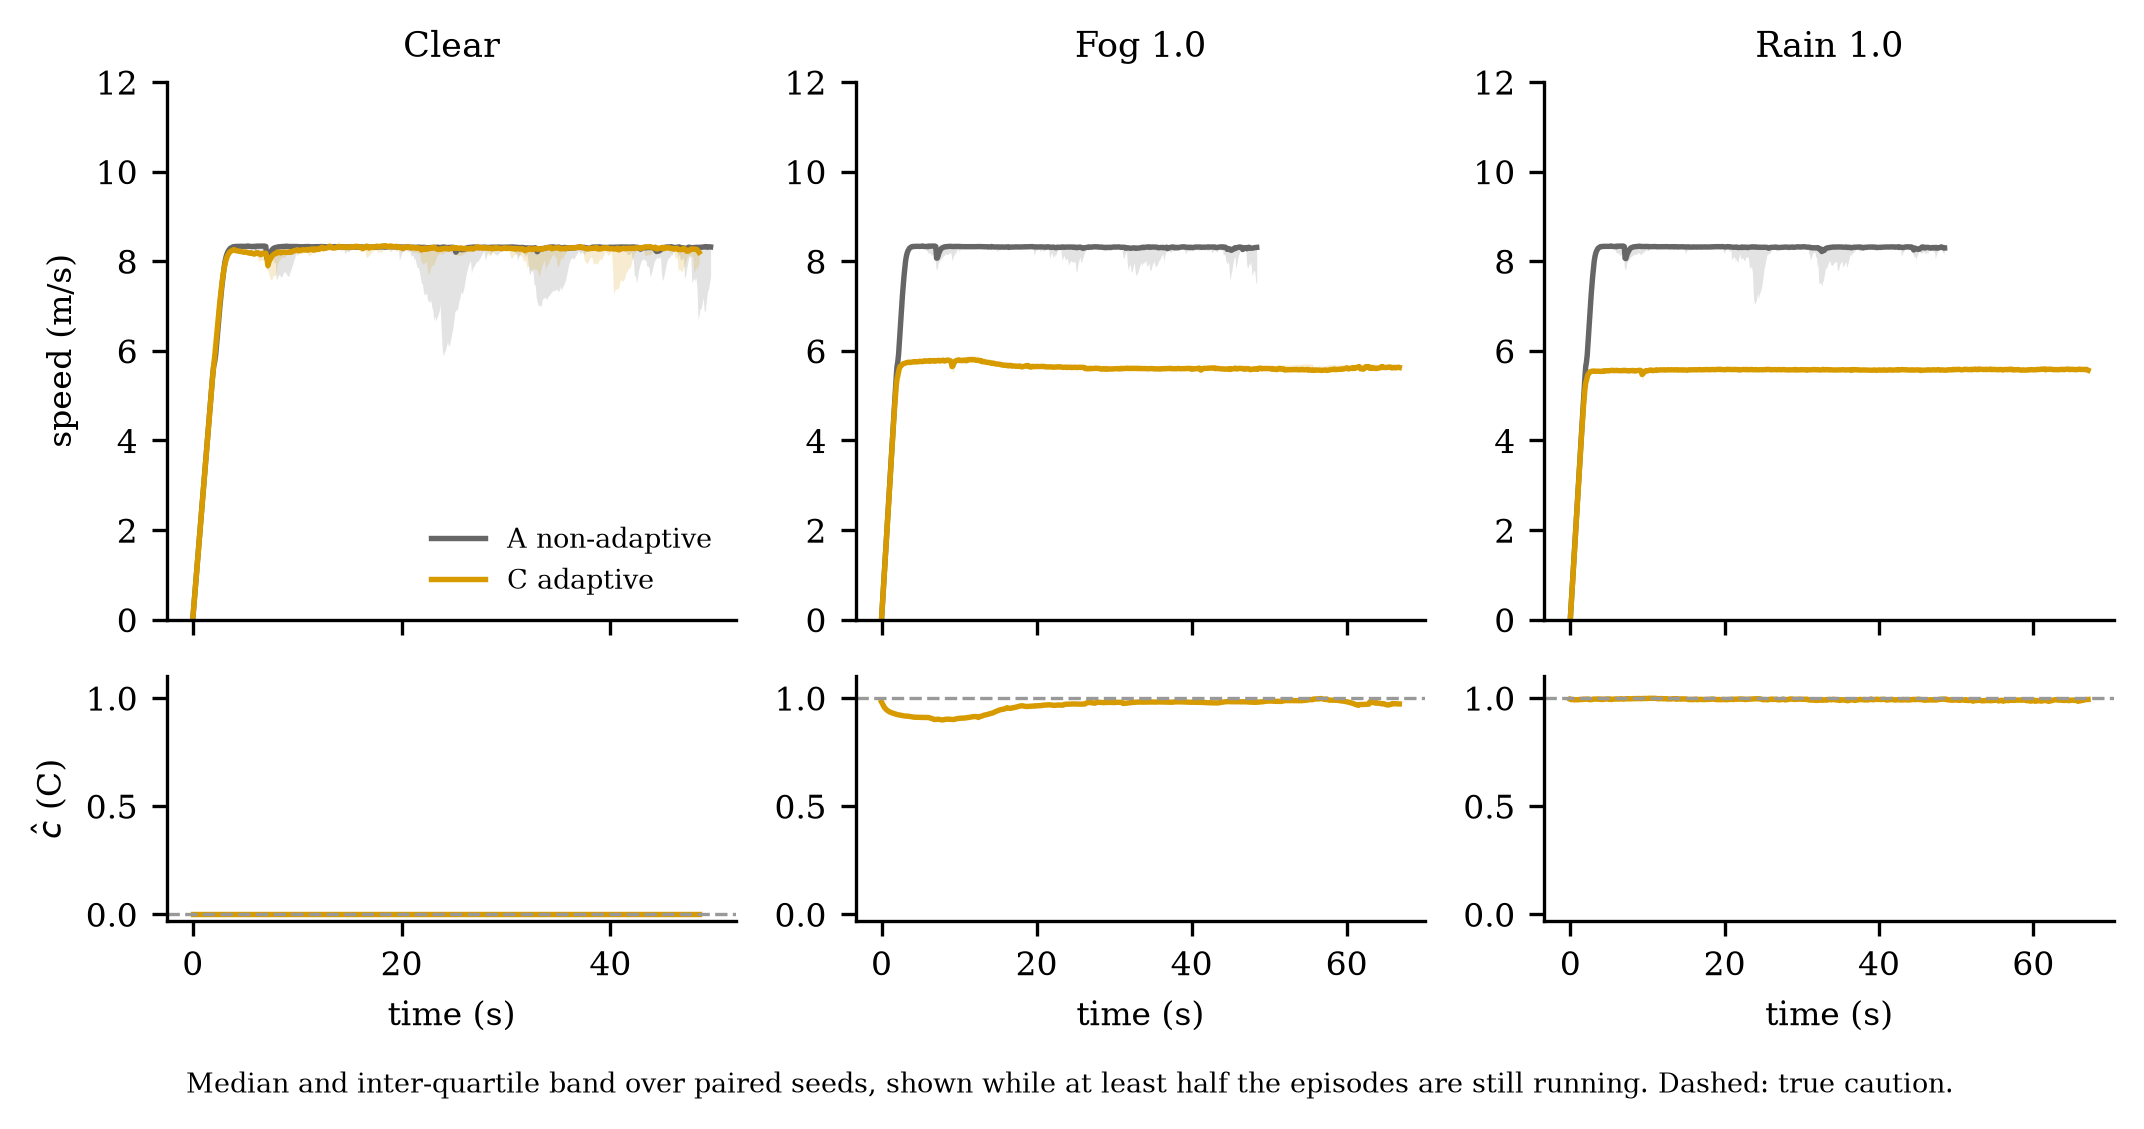 Clear
Fog 1.0
Rain 1.0
speed (m/s)
12
10
8
6
4
2
0
A non-adaptive
C adaptive
12
10
8
6
4
2
0
12
10
8
6
4
2
0
ĉ (C)
1.0
0.5
0.0
0 20 40
time (s)
1.0
0.5
0.0
0 20 40 60
time (s)
1.0
0.5
0.0
0 20 40 60
time (s)
Median and inter-quartile band over paired seeds, shown while at least half the episodes are still running. Dashed: true caution.